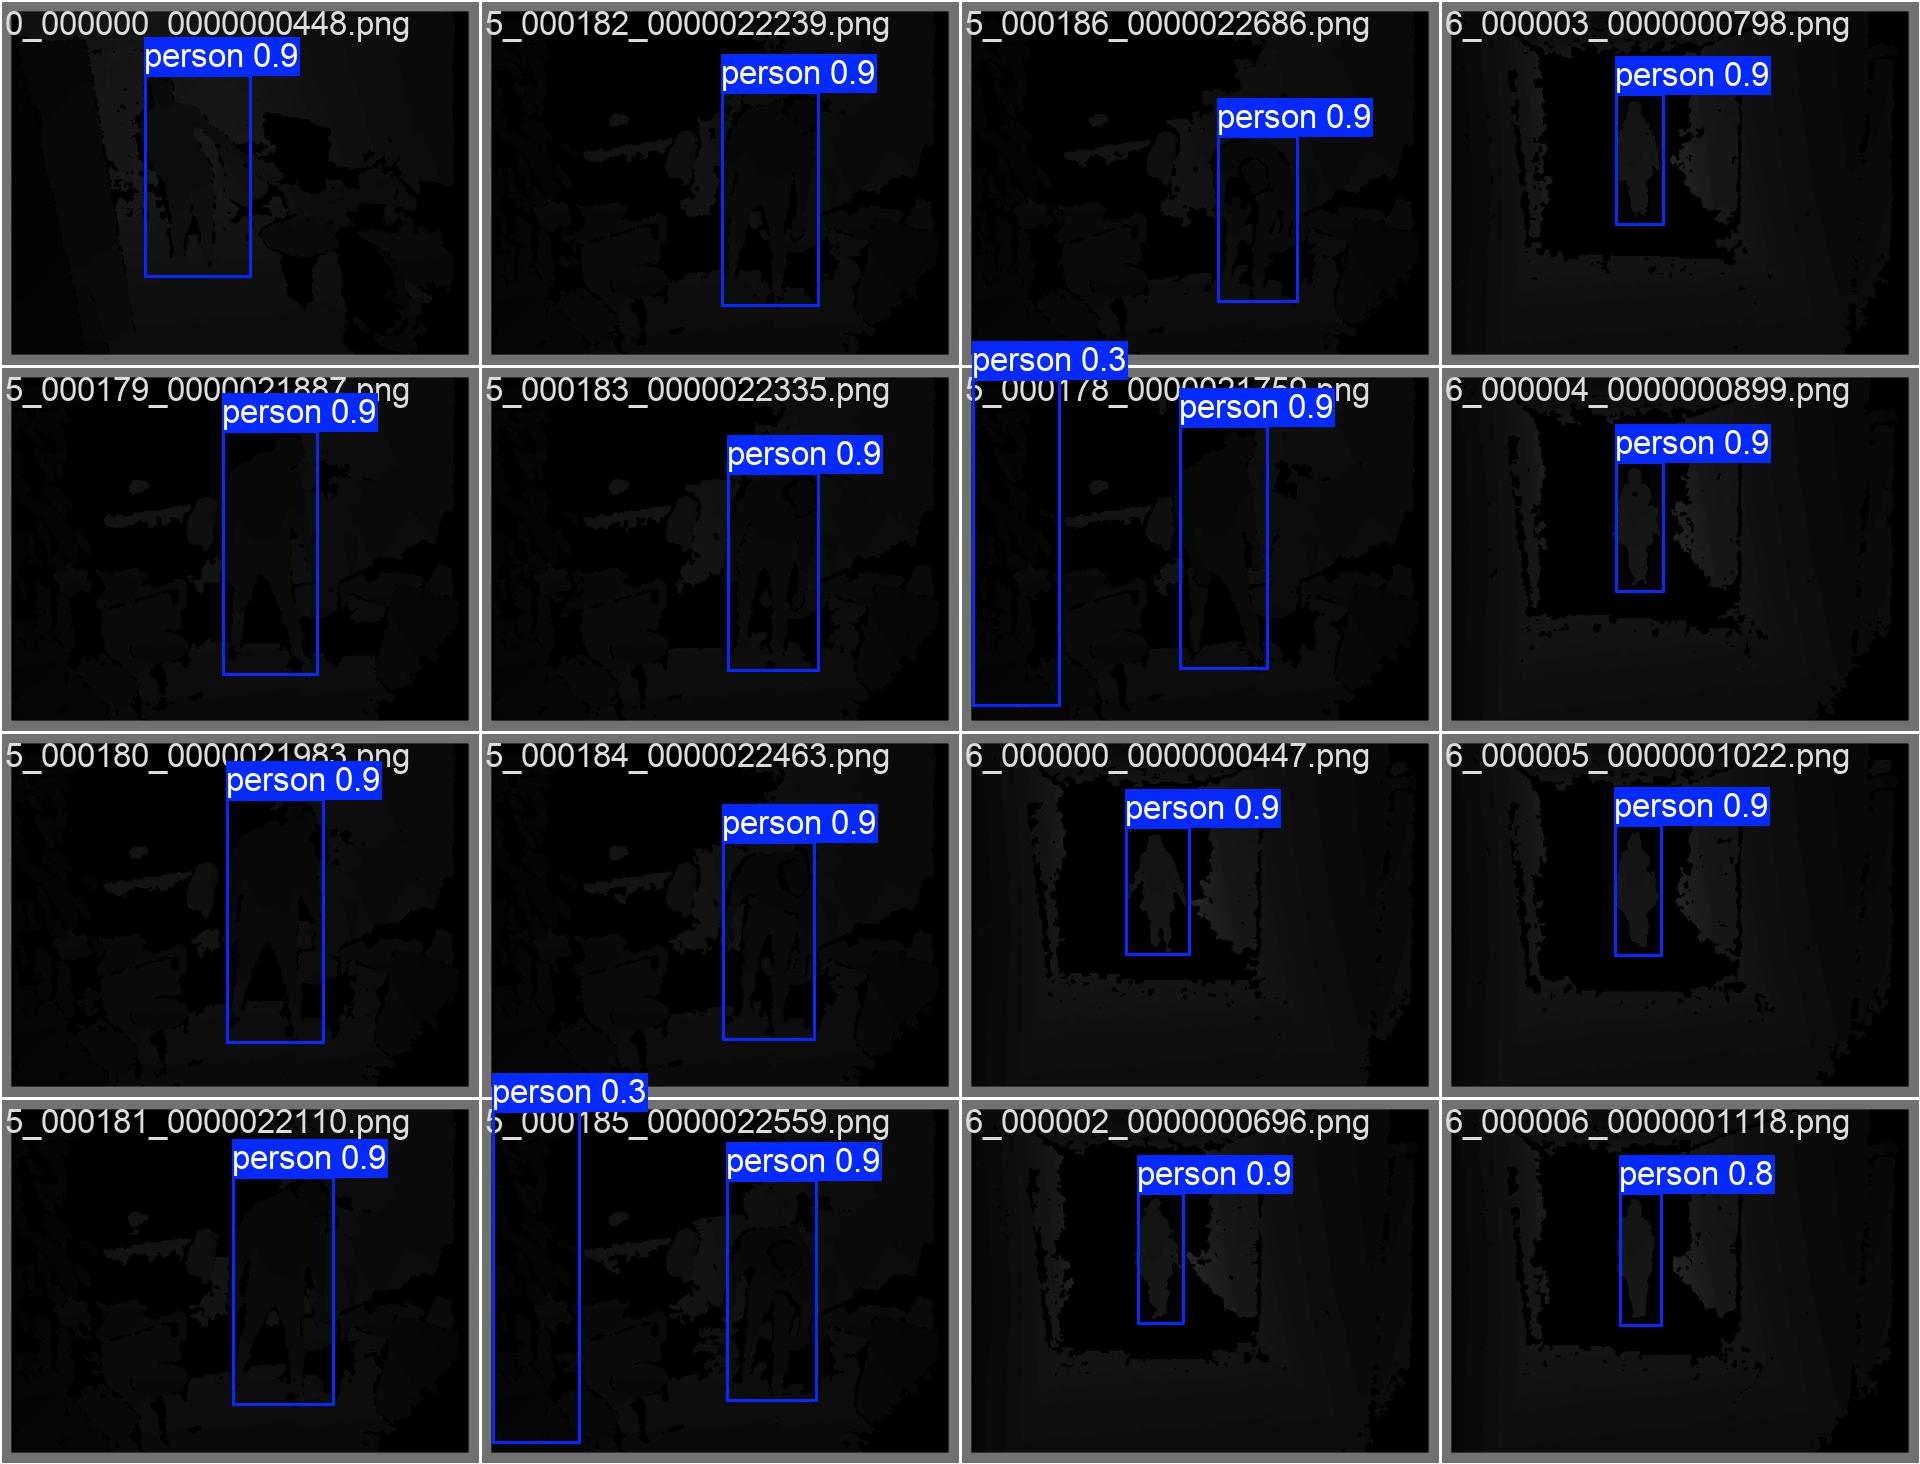 0_000000_0000000448.png
person 0.9
5_000182_0000022239.png
person 0.9
5_000186_0000022686.png
person 0.9
6_000003_0000000798.png
person 0.9
5_000179_0000021887.png
person 0.9
5_000183_0000022335.png
person 0.9
person 0.3
5_000178_0000021759.png
person 0.9
6_000004_0000000899.png
person 0.9
5_000180_0000021983.png
person 0.9
5_000184_0000022463.png
person 0.9
6_000000_0000000447.png
person 0.9
6_000005_0000001022.png
person 0.9
5_000181_0000022110.png
person 0.9
person 0.3
5_000185_0000022559.png
person 0.9
6_000002_0000000696.png
person 0.9
6_000006_0000001118.png
person 0.8